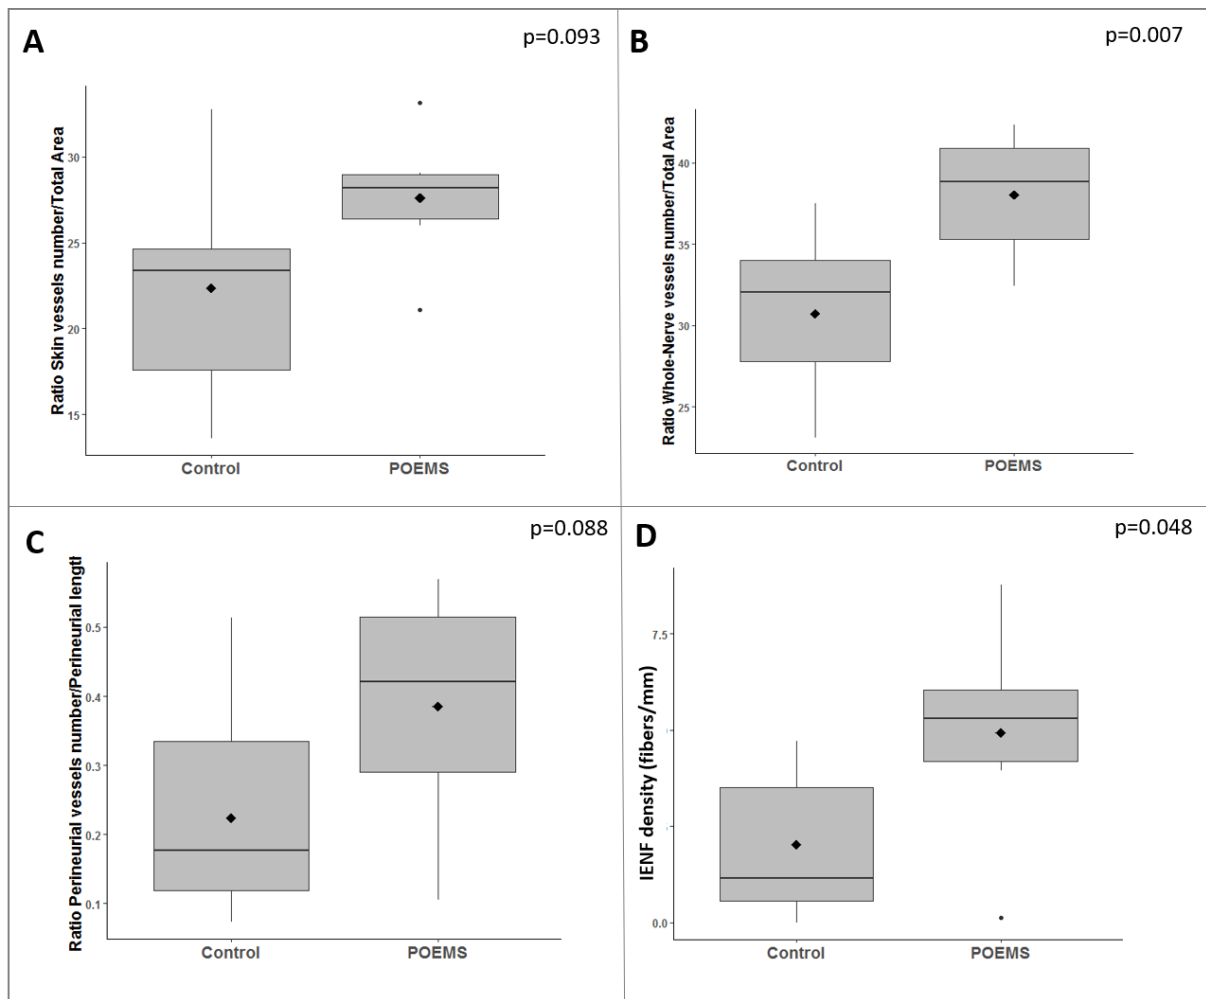 A
p=0.093
Ratio Skin vessels number/Total Area
30
25
20
15
Control
POEMS
B
p=0.007
Ratio Whole-Nerve vessels number/Total Area
40
35
30
25
Control
POEMS
C
p=0.088
Ratio Perineurial vessels number/Perineurial length
0.5
0.4
0.3
0.2
0.1
Control
POEMS
D
p=0.048
IENF density (fibers/mm)
7.5
0.0
Control
POEMS